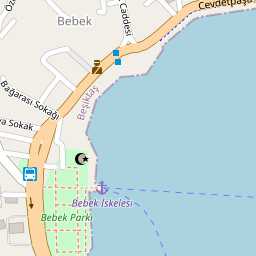 Bebek
Caddesi
Cevdetpaşa
Bağarası Sokağı
Beşiktaş
Sokak
Bebek İskelesi
Bebek Parkı